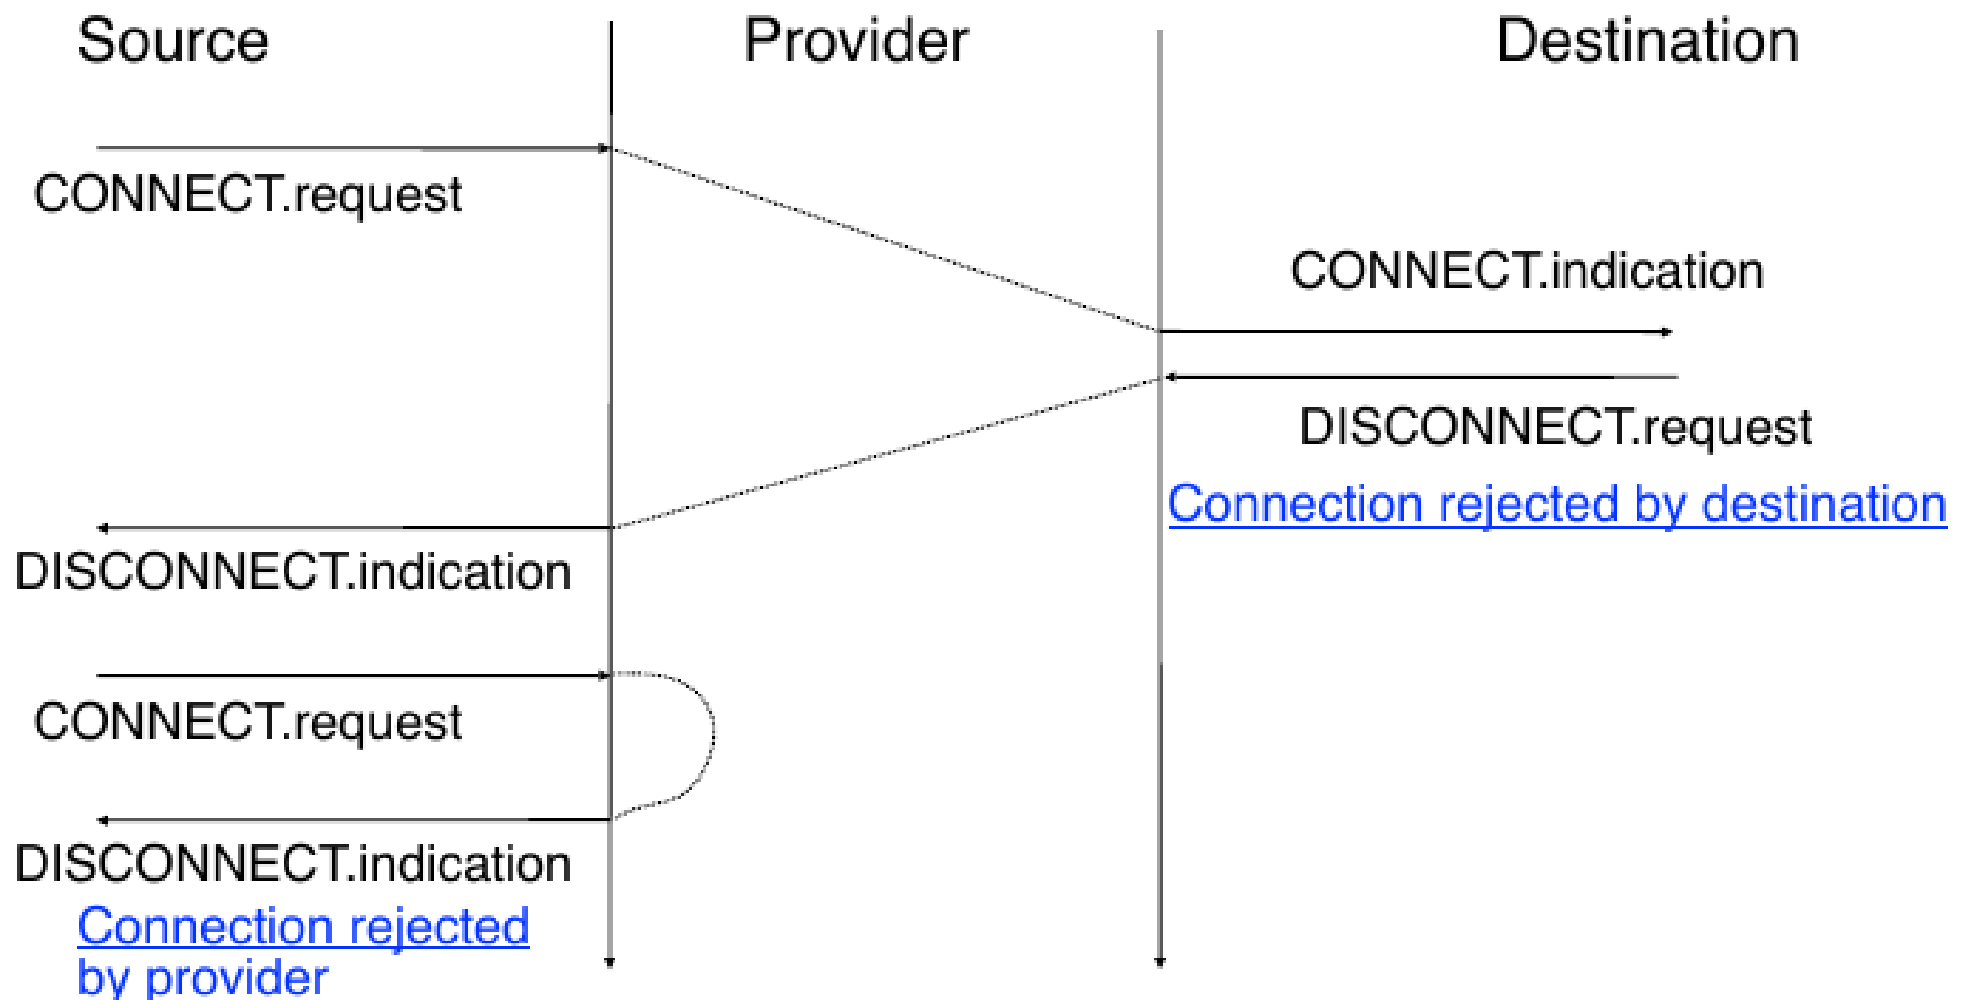 Source
Provider
Destination
CONNECT.request
CONNECT.indication
DISCONNECT.request
Connection rejected by destination
DISCONNECT.indication
CONNECT.request
DISCONNECT.indication
Connection rejected
by provider